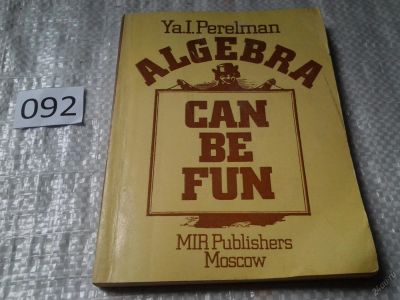 Ya.I.Perelman
ALGEBRA
092
CAN
BE
FUN
MIR Publishers
Moscow